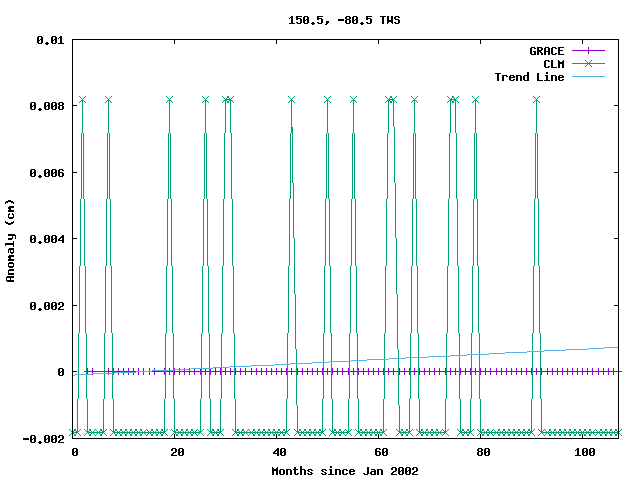 150.5, -80.5 TWS
0.01
GRACE
CLM
Trend Line
0.008
0.006
0.004
Anomaly (cm)
0.002
0
-0.002
0 20 40 60 80 100
Months since Jan 2002